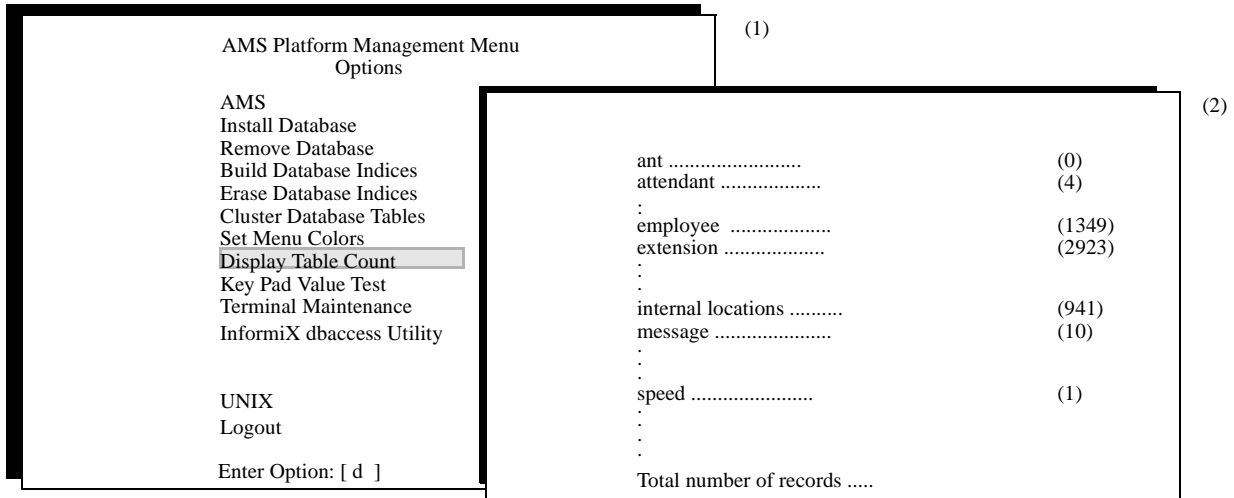 (1)
AMS Platform Management Menu
Options
AMS
Install Database
Remove Database
Build Database Indices
Erase Database Indices
Cluster Database Tables
Set Menu Colors
Display Table Count
Key Pad Value Test
Terminal Maintenance
InformiX dbaccess Utility
UNIX
Logout
Enter Option: [ d ]
(2)
ant ......................... (0)
attendant ................... (4)
.
employee ................... (1349)
extension ................... (2923)
.
.
.
internal locations .......... (941)
message ...................... (10)
.
.
.
speed ....................... (1)
.
.
.
.
Total number of records .....